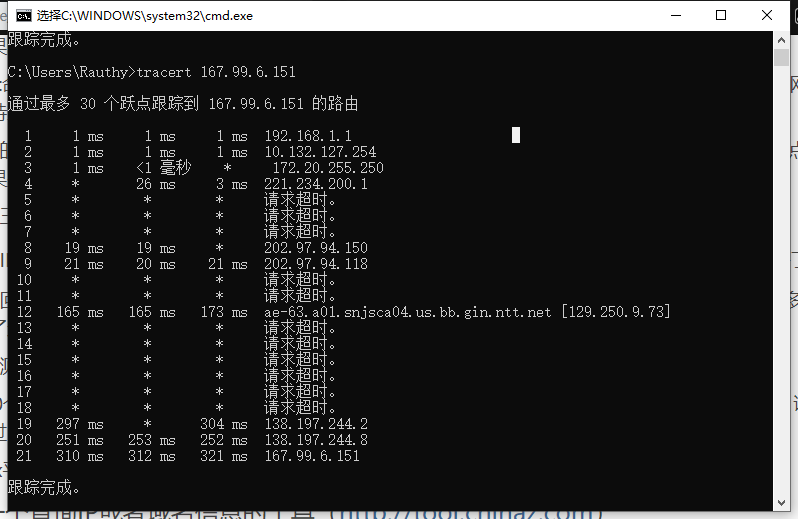 选择C:\WINDOWS\system32\cmd.exe
跟踪完成。
C:\Users\Rauthy>tracert 167.99.6.151
通过最多 30 个跃点跟踪到 167.99.6.151 的路由
1 1 ms 1 ms 1 ms 192.168.1.1
2 1 ms 1 ms 1 ms 10.132.127.254
3 1 ms <1 毫秒 * 172.20.255.250
4 * 26 ms 3 ms 221.234.200.1
5 * * * 请求超时。
6 * * * 请求超时。
7 * * * 请求超时。
8 19 ms 19 ms * 202.97.94.150
9 21 ms 20 ms 21 ms 202.97.94.118
10 * * * 请求超时。
11 * * * 请求超时。
12 165 ms 165 ms 173 ms ae-63.a01.snjsca04.us.bb.gin.ntt.net [129.250.9.73]
13 * * * 请求超时。
14 * * * 请求超时。
15 * * * 请求超时。
16 * * * 请求超时。
17 * * * 请求超时。
18 * * * 请求超时。
19 297 ms * 304 ms 138.197.244.2
20 251 ms 253 ms 252 ms 138.197.244.8
21 310 ms 312 ms 321 ms 167.99.6.151
跟踪完成。